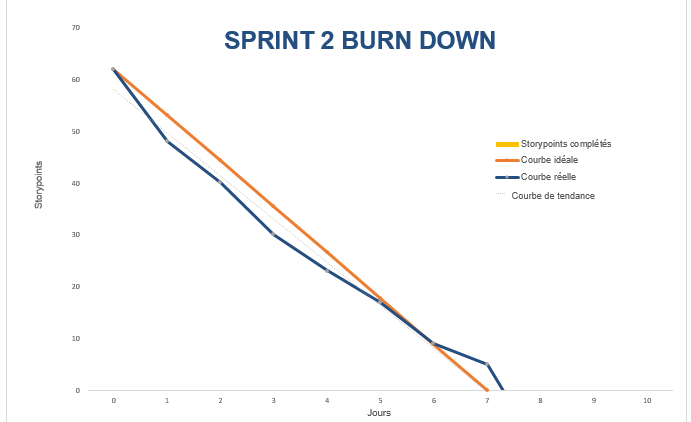 SPRINT 2 BURN DOWN
70
60
50
40
30
20
10
0
Storypoints
Storypoints complétés
Courbe idéale
Courbe réelle
Courbe de tendance
0 1 2 3 4 5 6 7 8 9 10
Jours